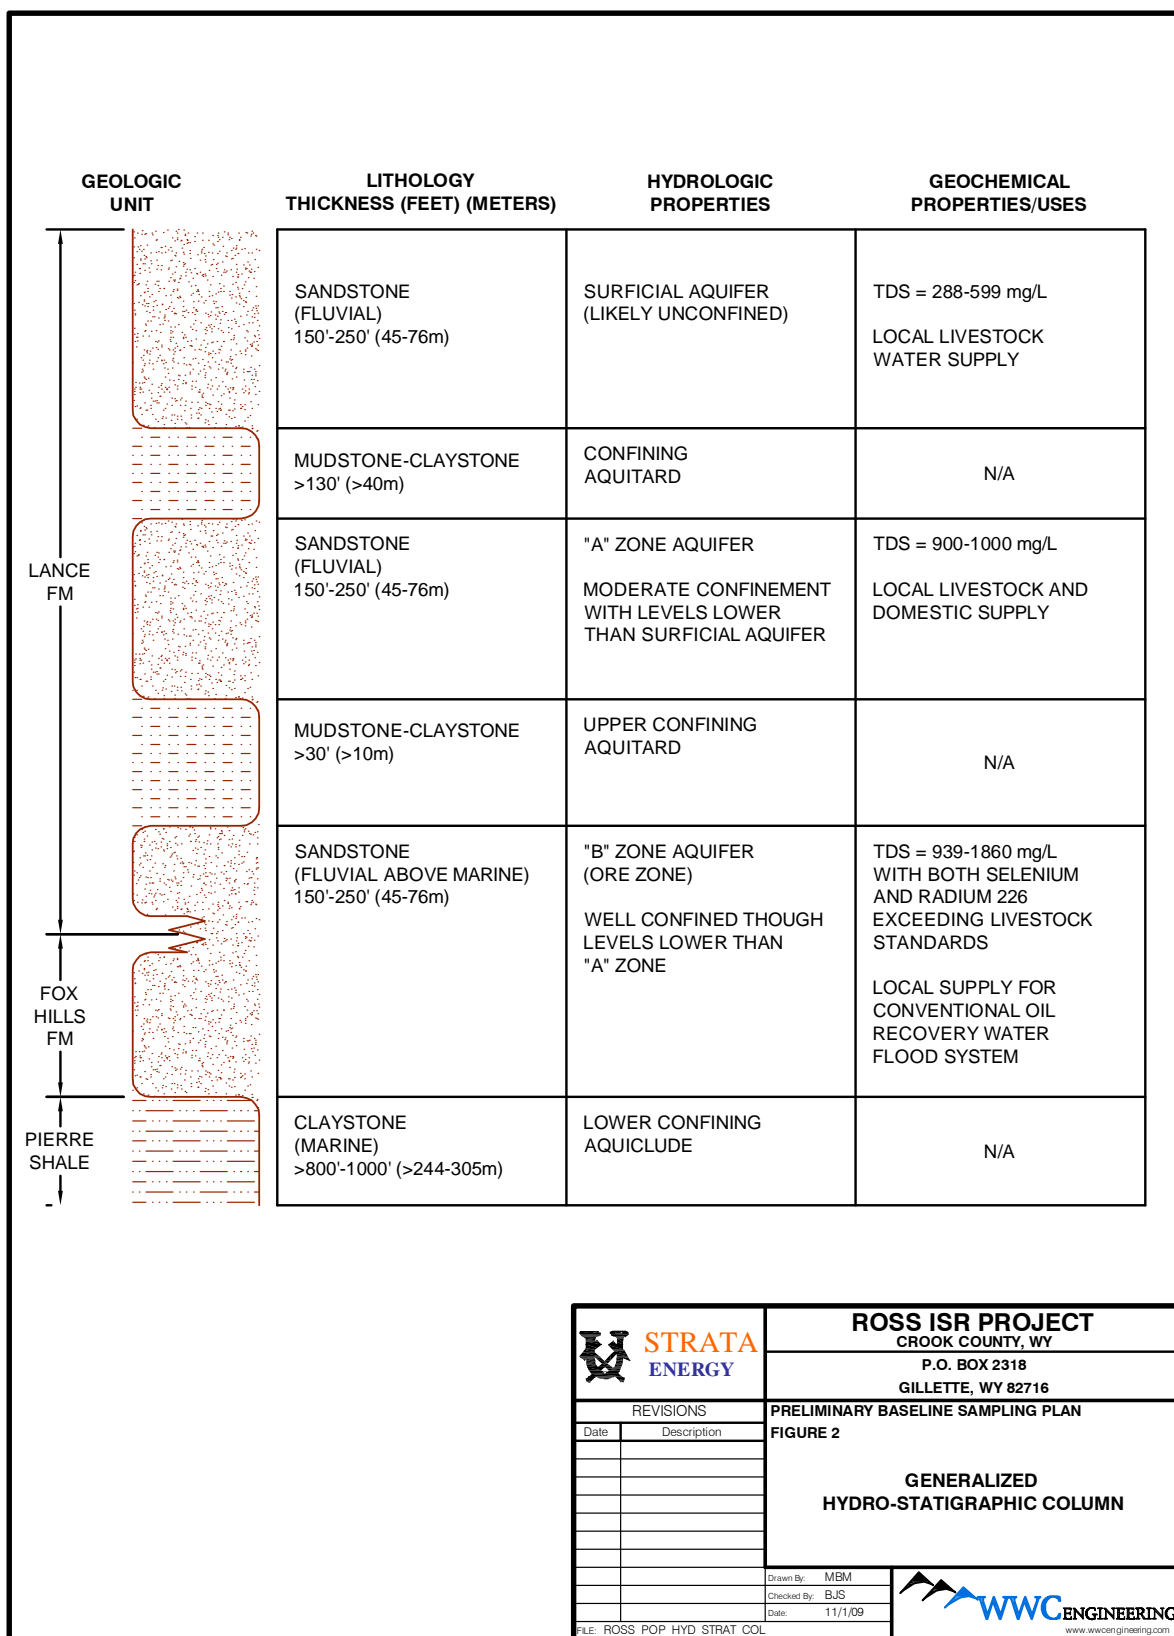 GEOLOGIC
UNIT
LITHOLOGY
THICKNESS (FEET) (METERS)
HYDROLOGIC
PROPERTIES
GEOCHEMICAL
PROPERTIES/USES
LANCE
FM
FOX
HILLS
FM
PIERRE
SHALE
SANDSTONE
(FLUVIAL)
150'-250' (45-76m)
SURFICIAL AQUIFER
(LIKELY UNCONFINED)
TDS = 288-599 mg/L
LOCAL LIVESTOCK
WATER SUPPLY
MUDSTONE-CLAYSTONE
>130' (>40m)
CONFINING
AQUITARD
N/A
SANDSTONE
(FLUVIAL)
150'-250' (45-76m)
"A" ZONE AQUIFER
MODERATE CONFINEMENT
WITH LEVELS LOWER
THAN SURFICIAL AQUIFER
TDS = 900-1000 mg/L
LOCAL LIVESTOCK AND
DOMESTIC SUPPLY
MUDSTONE-CLAYSTONE
>30' (>10m)
UPPER CONFINING
AQUITARD
N/A
SANDSTONE
(FLUVIAL ABOVE MARINE)
150'-250' (45-76m)
"B" ZONE AQUIFER
(ORE ZONE)
WELL CONFINED THOUGH
LEVELS LOWER THAN
"A" ZONE
TDS = 939-1860 mg/L
WITH BOTH SELENIUM
AND RADIUM 226
EXCEEDING LIVESTOCK
STANDARDS
LOCAL SUPPLY FOR
CONVENTIONAL OIL
RECOVERY WATER
FLOOD SYSTEM
CLAYSTONE
(MARINE)
>800'-1000' (>244-305m)
LOWER CONFINING
AQUICLUDE
N/A
STRATA
ENERGY
ROSS ISR PROJECT
CROOK COUNTY, WY
P.O. BOX 2318
GILLETTE, WY 82716
REVISIONS
Date Description
PRELIMINARY BASELINE SAMPLING PLAN
FIGURE 2
GENERALIZED
HYDRO-STATIGRAPHIC COLUMN
Drawn By: MBM
Checked By: BJS
Date: 11/1/09
FILE: ROSS POP HYD STRAT COL
WWC ENGINEERING
www.wwcengineering.com